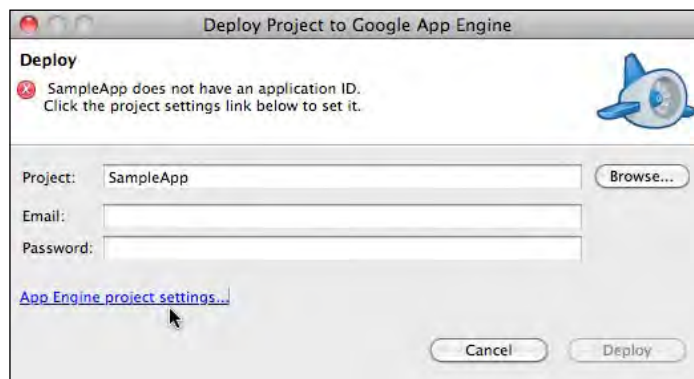 Deploy Project to Google App Engine
Deploy
SampleApp does not have an application ID.
Click the project settings link below to set it.
Project: SampleApp Browse...
Email:
Password:
App Engine project settings...
Cancel Deploy